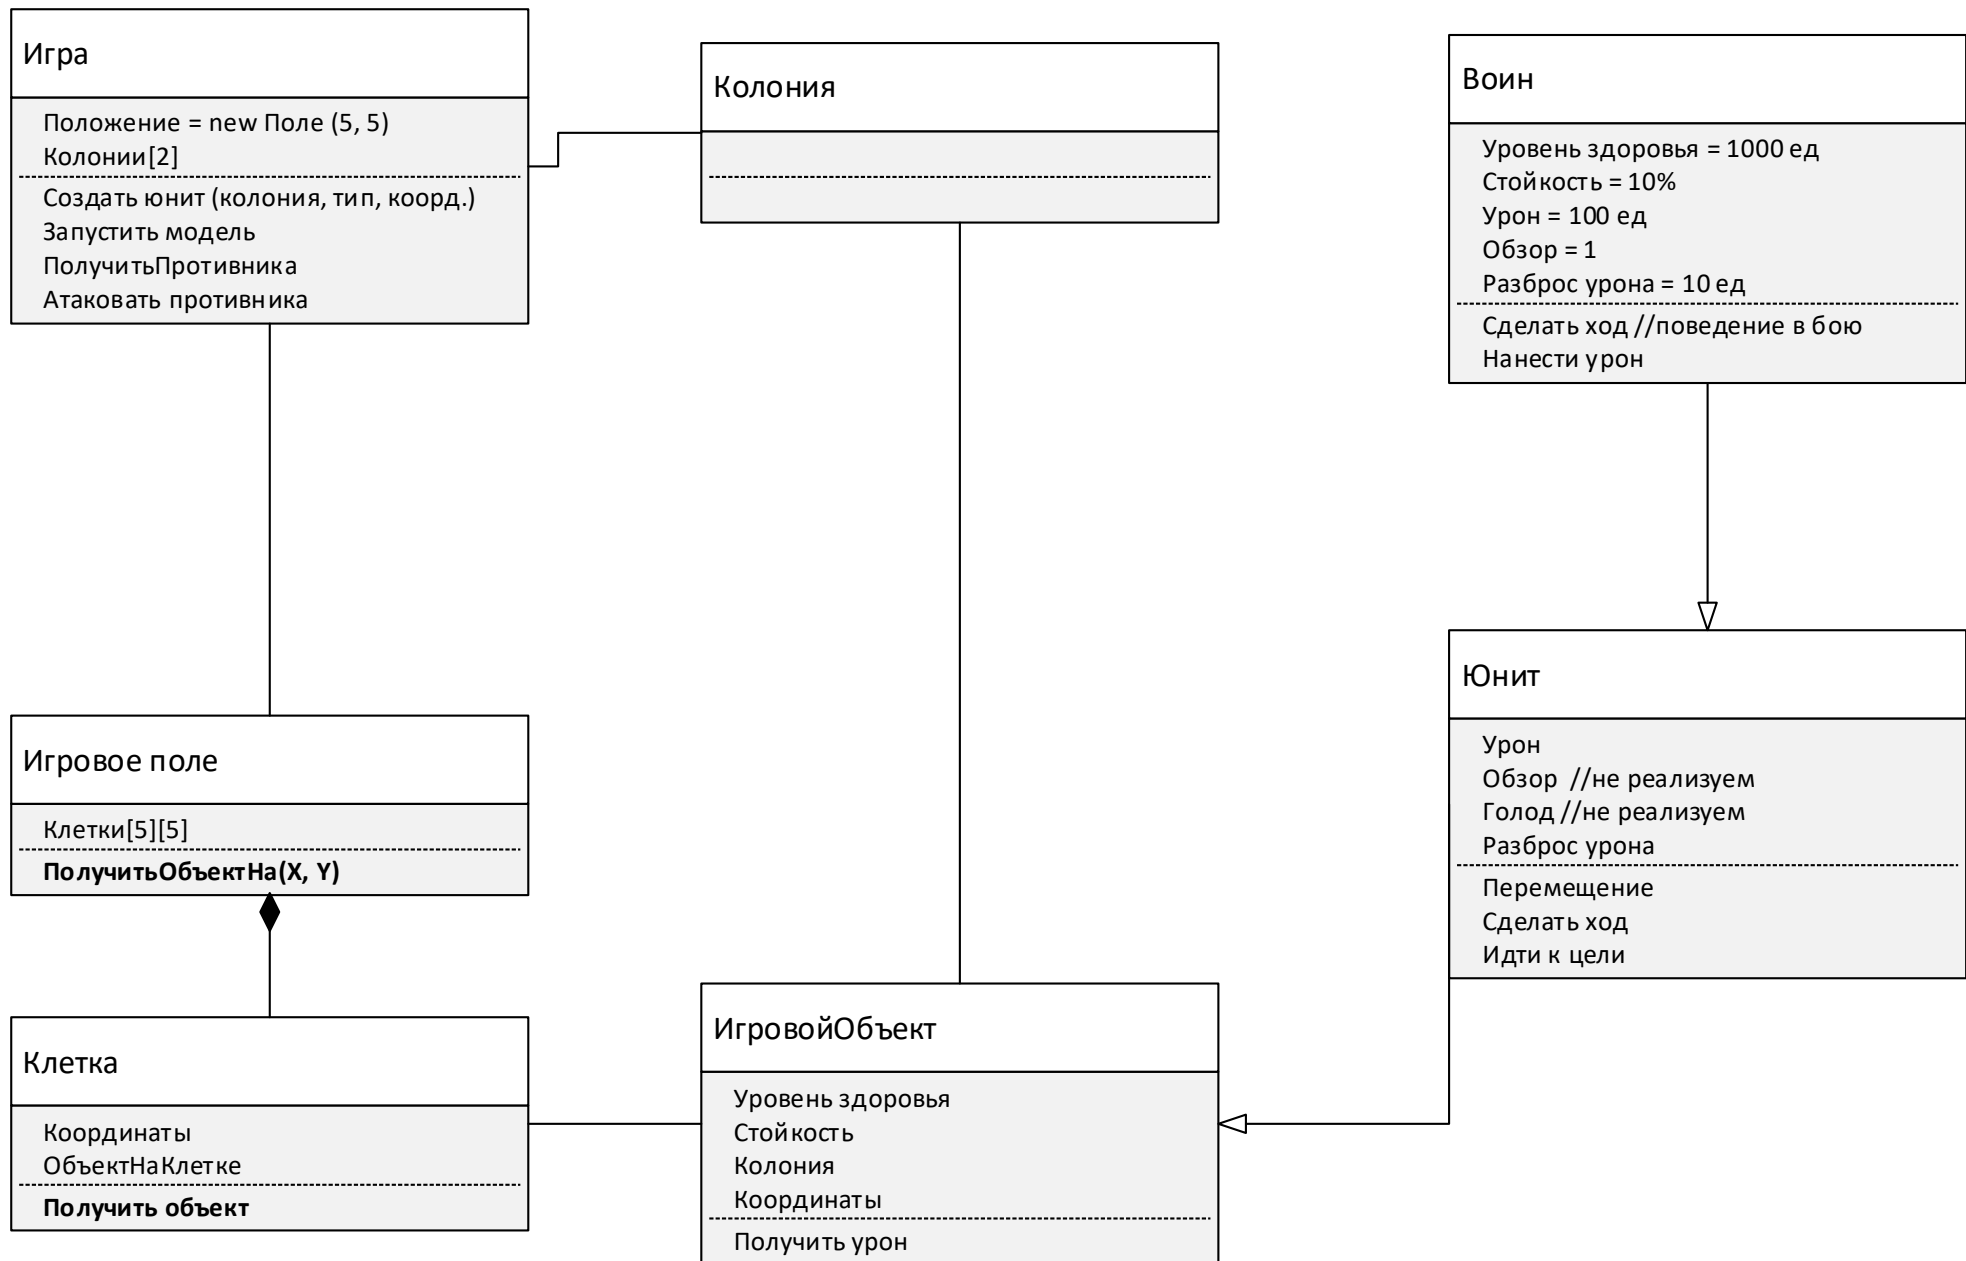 Игра
Положение = new Поле (5, 5)
Колонии[2]
Создать юнит (колония, тип, коорд.)
Запустить модель
ПолучитьПротивника
Атаковать противника
Колония
Воин
Уровень здоровья = 1000 ед
Стойкость = 10%
Урон = 100 ед
Обзор = 1
Разброс урона = 10 ед
Сделать ход //поведение в бою
Нанести урон
Юнит
Урон
Обзор //не реализуем
Голод //не реализуем
Разброс урона
Перемещение
Сделать ход
Идти к цели
Игровое поле
Клетки[5][5]
ПолучитьОбъектНа(X, Y)
Клетка
Координаты
ОбъектНаКлетке
Получить объект
ИгровойОбъект
Уровень здоровья
Стойкость
Колония
Координаты
Получить урон